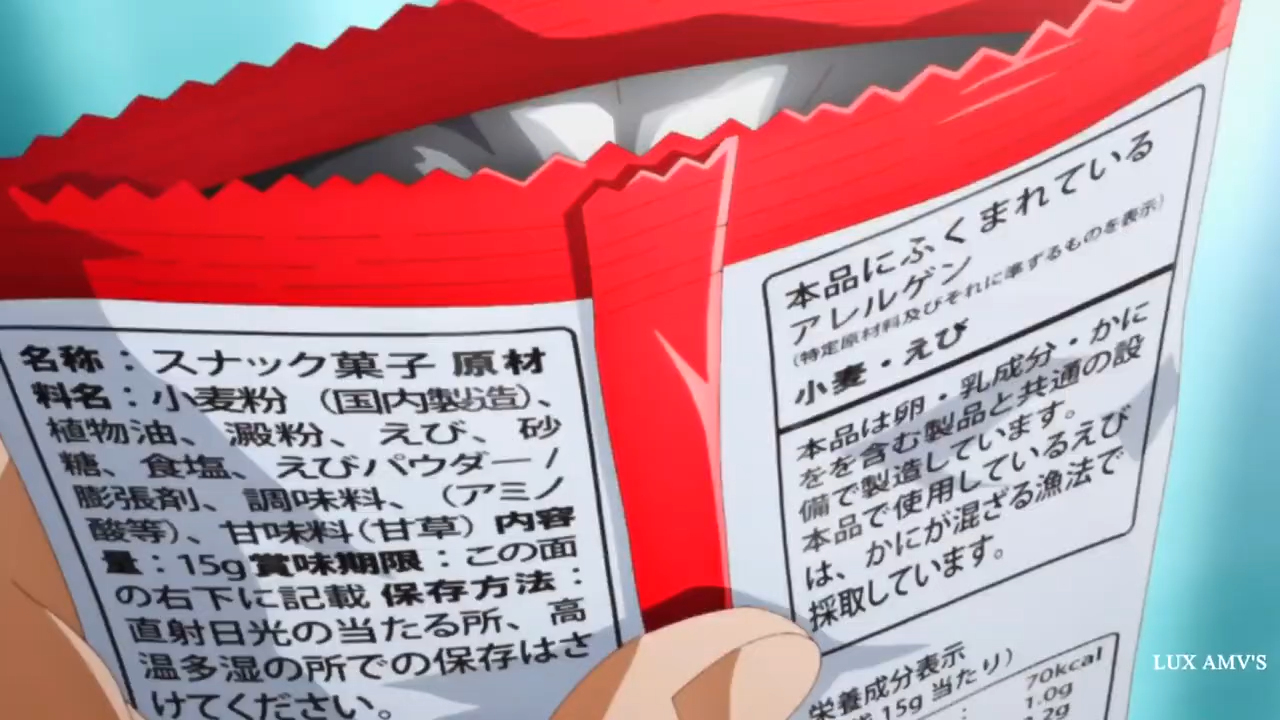 名称：スナック菓子 原材
料名：小麦粉 （国内製造）、
植物油、澱粉、えび、砂
糖、食塩、えびパウダー／
膨張剤、調味料、（アミノ
酸等）、甘味料（甘草）内容
量：15g 賞味期限：この面
の右下に記載 保存方法：
直射日光の当たる所、高
温多湿の所での保存はさ
けてください。
本品にふくまれている
アレルゲン
（特定原材料及びそれに準ずるものを表示）
小麦・えび
本品は卵・乳成分・かに
をを含む製品と共通の設
備で製造しています。
本品で使用しているえび
は、かにが混ざる漁法で
採取しています。
栄養成分表示
15g 当たり）
70kcal
1.0g
2g
LUX AMV'S